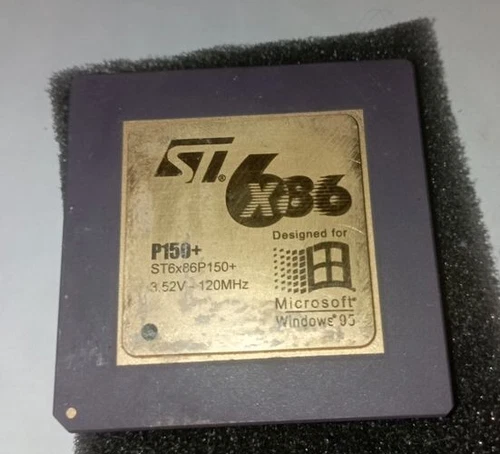 ST®
6x86
P150+
ST6x86P150+
3.52V - 120MHz
Designed for
Microsoft®
Windows®95